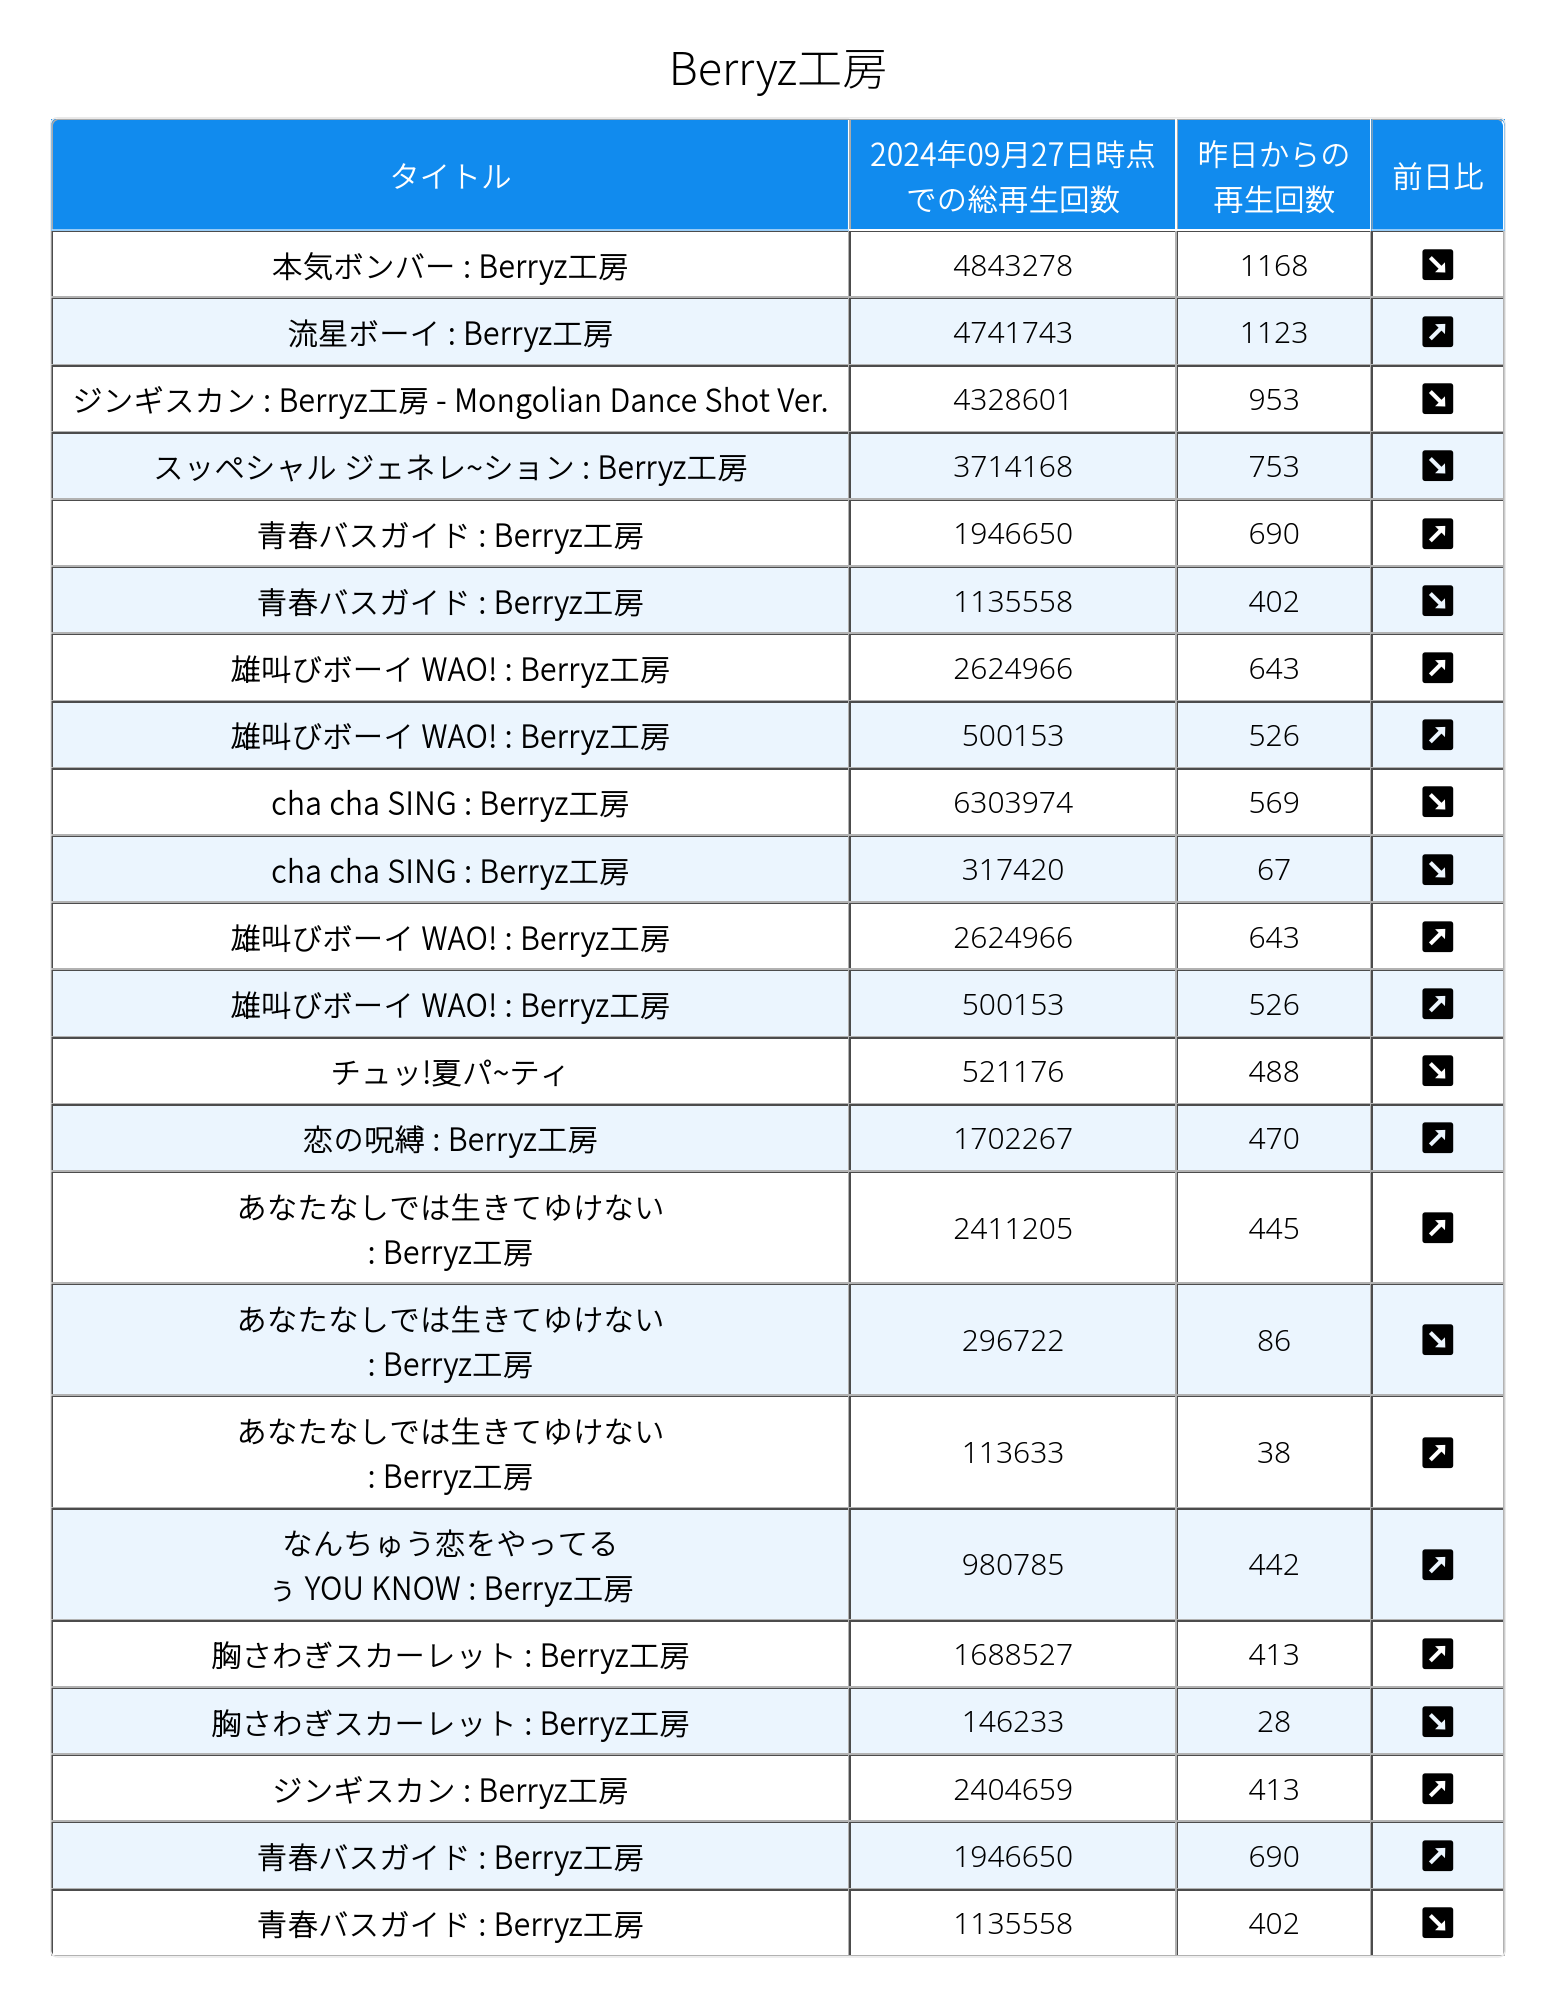 Berryz工房
タイトル
2024年09月27日時点
での総再生回数
昨日からの
再生回数
前日比
本気ボンバー : Berryz工房 4843278 1168 ↘
流星ボーイ : Berryz工房 4741743 1123 ↗
ジンギスカン : Berryz工房 - Mongolian Dance Shot Ver. 4328601 953 ↘
スッペシャル ジェネレ~ション : Berryz工房 3714168 753 ↘
青春バスガイド : Berryz工房 1946650 690 ↗
青春バスガイド : Berryz工房 1135558 402 ↘
雄叫びボーイ WAO! : Berryz工房 2624966 643 ↗
雄叫びボーイ WAO! : Berryz工房 500153 526 ↗
cha cha SING : Berryz工房 6303974 569 ↘
cha cha SING : Berryz工房 317420 67 ↘
雄叫びボーイ WAO! : Berryz工房 2624966 643 ↗
雄叫びボーイ WAO! : Berryz工房 500153 526 ↗
チュッ!夏パ~ティ 521176 488 ↘
恋の呪縛 : Berryz工房 1702267 470 ↗
あなたなしでは生きてゆけない
: Berryz工房 2411205 445 ↗
あなたなしでは生きてゆけない
: Berryz工房 296722 86 ↘
あなたなしでは生きてゆけない
: Berryz工房 113633 38 ↗
なんちゅう恋をやってる
ぅ YOU KNOW : Berryz工房 980785 442 ↗
胸さわぎスカーレット : Berryz工房 1688527 413 ↗
胸さわぎスカーレット : Berryz工房 146233 28 ↘
ジンギスカン : Berryz工房 2404659 413 ↗
青春バスガイド : Berryz工房 1946650 690 ↗
青春バスガイド : Berryz工房 1135558 402 ↘